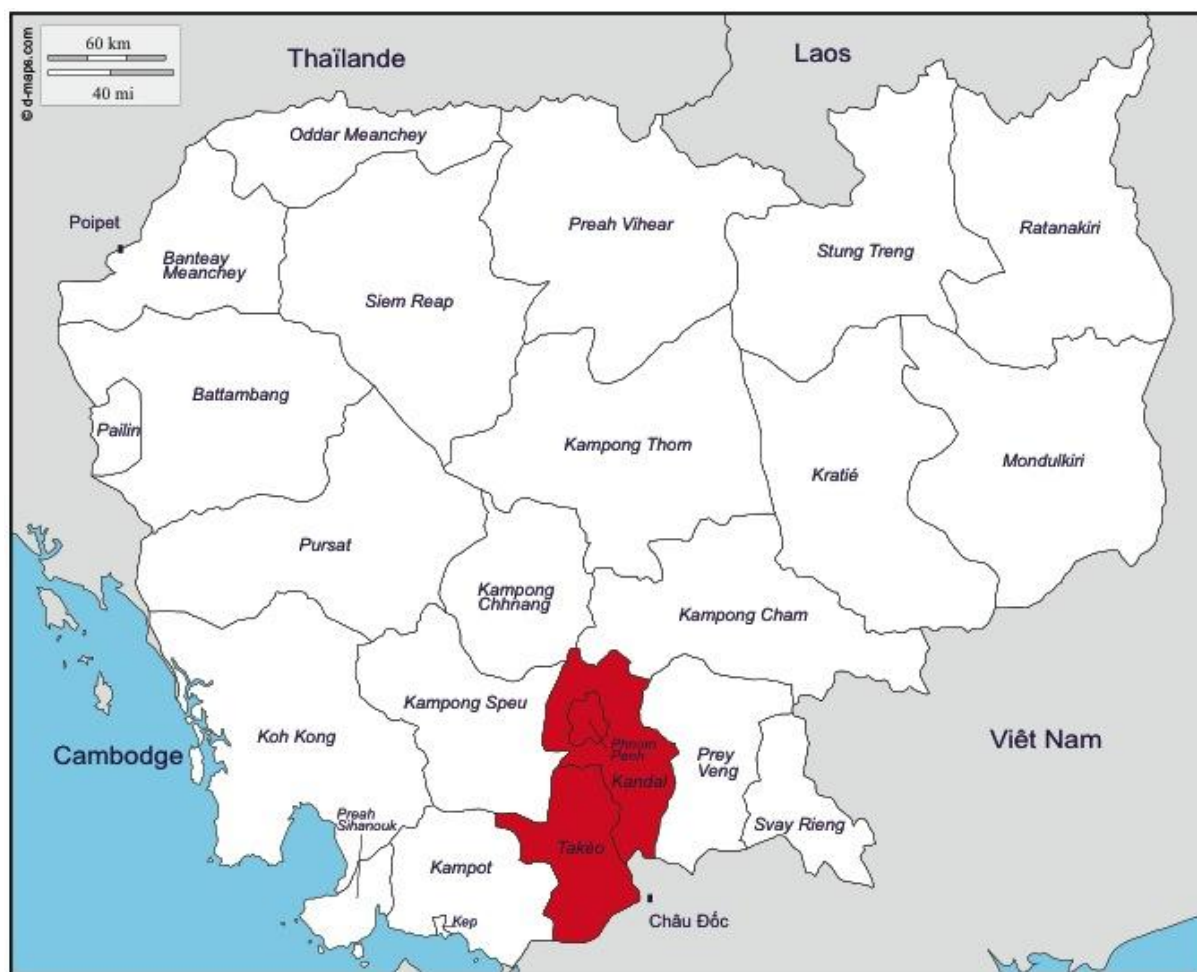 © d-maps.com
60 km
40 mi
Thaïlande
Laos
Oddar Meanchey
Poipet
Banteay
Meanchey
Siem Reap
Preah Vihear
Stung Treng
Ratanakiri
Battambang
Pailin
Kampong Thom
Kratié
Mondulkiri
Pursat
Kampong
Chhnang
Kampong Cham
Kampong Speu
Koh Kong
Cambodge
Phnom
Penh
Kandal
Prey
Veng
Viêt Nam
Preah
Sihanouk
Svay Rieng
Takéo
Kampot
Kep
Châu Đốc